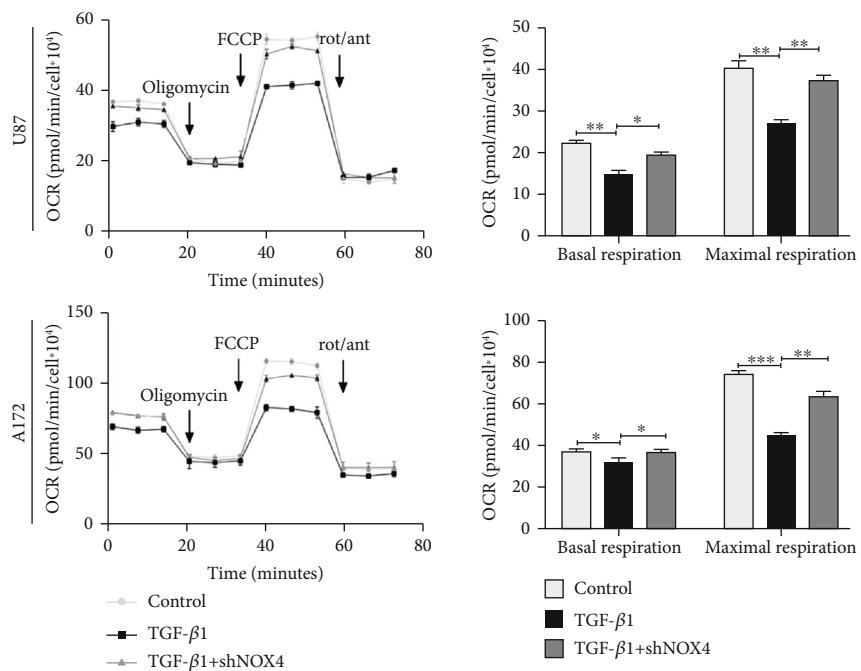 U87
OCR (pmol/min/cell*10⁴)
60
40
20
0
Oligomycin
FCCP
rot/ant
0 20 40 60 80
Time (minutes)
OCR (pmol/min/cell*10⁴)
50
40
30
20
10
0
** *
** **
Basal respiration Maximal respiration
A172
OCR (pmol/min/cell*10⁴)
150
100
50
0
Oligomycin
FCCP
rot/ant
0 20 40 60 80
Time (minutes)
Control
TGF-β1
TGF-β1+shNOX4
OCR (pmol/min/cell*10⁴)
100
80
60
40
20
0
* *
*** **
Basal respiration Maximal respiration
Control
TGF-β1
TGF-β1+shNOX4